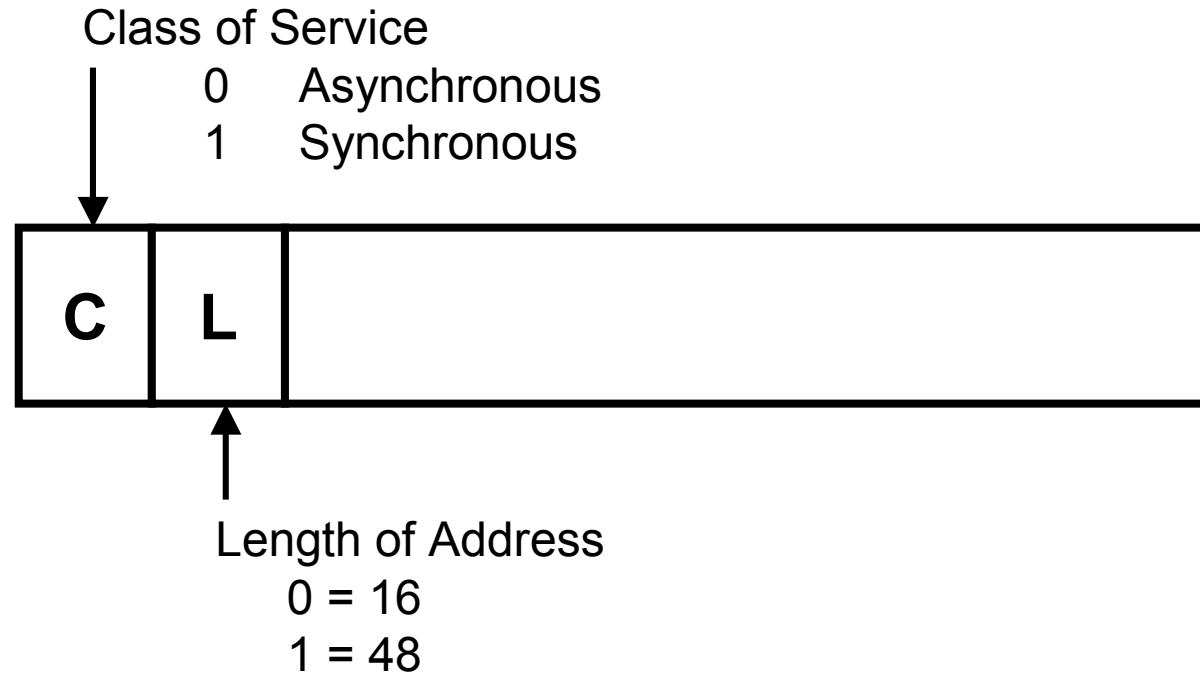 Class of Service
0 Asynchronous
1 Synchronous
C L
Length of Address
0 = 16
1 = 48